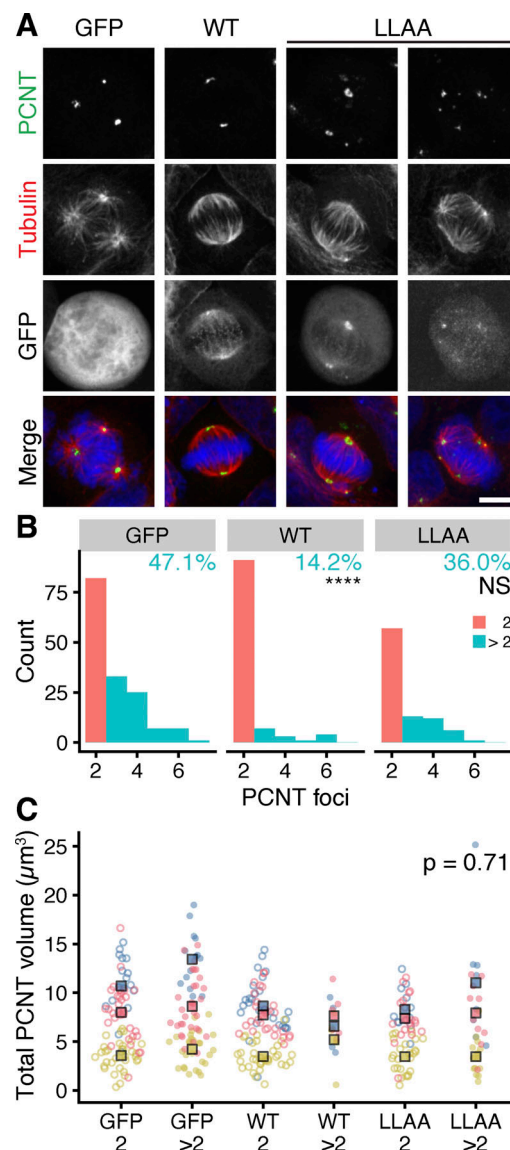 A
GFP WT LLAA
PCNT
Tubulin
GFP
Merge
B
GFP WT LLAA
47.1% 14.2% 36.0%
**** NS
2
> 2
Count
75
50
25
0
2 4 6 2 4 6 2 4 6
PCNT foci
C
Total PCNT volume (µm³)
25
20
15
10
5
0
p = 0.71
GFP GFP WT WT LLAA LLAA
2 >2 2 >2 2 >2